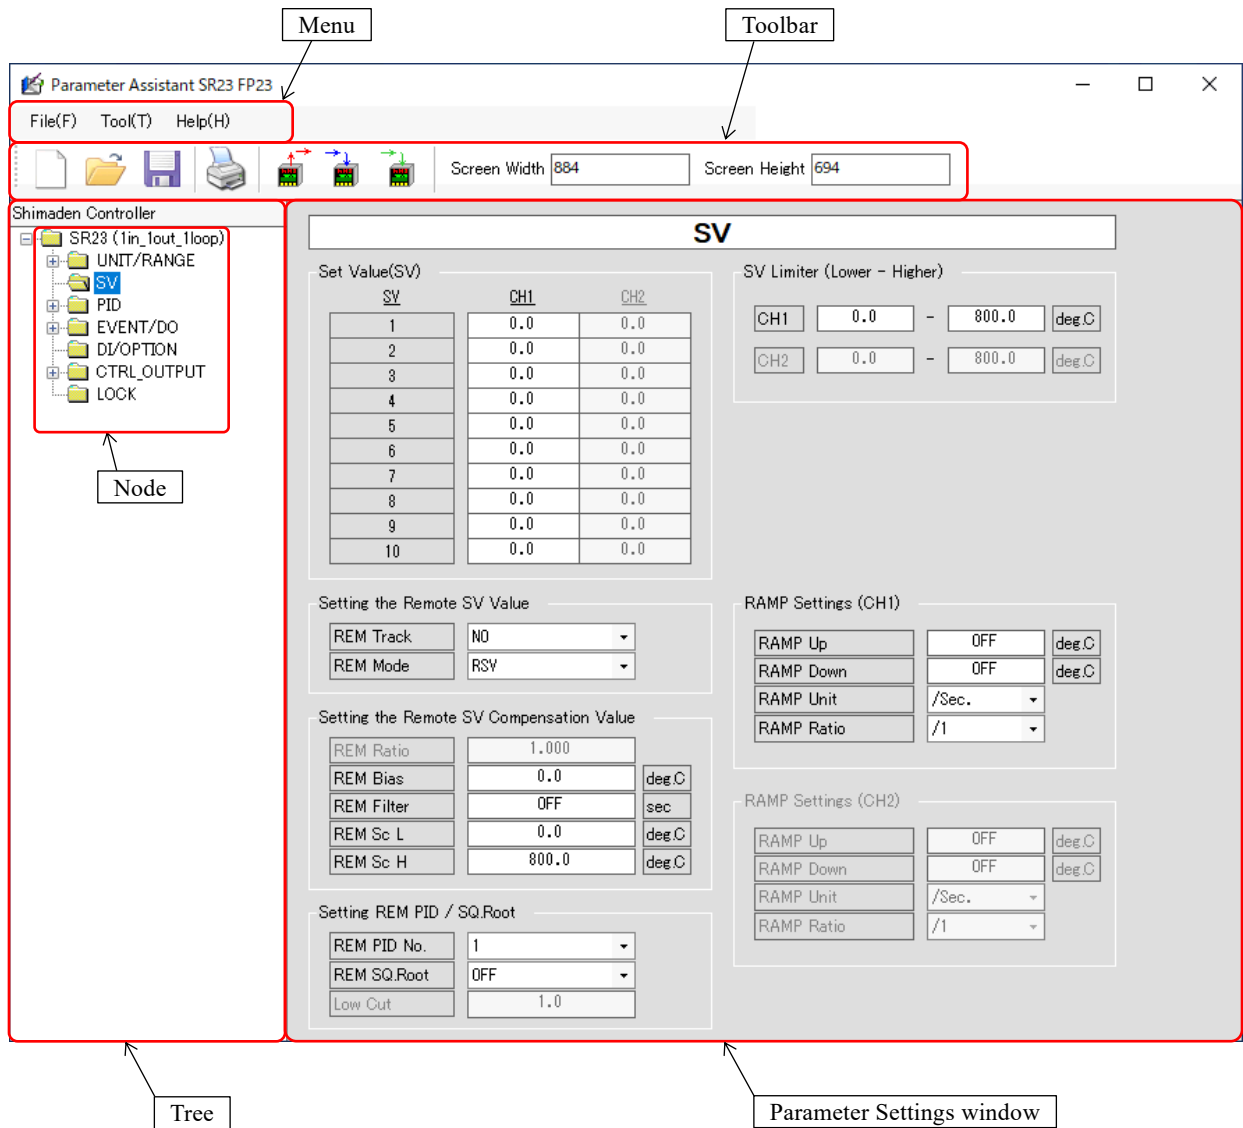 Menu
Toolbar
Parameter Assistant SR23 FP23
File(F) Tool(T) Help(H)
Screen Width 884 Screen Height 694
Shimaden Controller
SR23 (1in_1out_1loop)
UNIT/RANGE
SV
PID
EVENT/DO
DI/OPTION
CTRL_OUTPUT
LOCK
Node
Tree
SV
Set Value(SV)
SV CH1 CH2
1 0.0 0.0
2 0.0 0.0
3 0.0 0.0
4 0.0 0.0
5 0.0 0.0
6 0.0 0.0
7 0.0 0.0
8 0.0 0.0
9 0.0 0.0
10 0.0 0.0
SV Limiter (Lower - Higher)
CH1 0.0 - 800.0 deg.C
CH2 0.0 - 800.0 deg.C
Setting the Remote SV Value
REM Track NO
REM Mode RSV
Setting the Remote SV Compensation Value
REM Ratio 1.000
REM Bias 0.0 deg.C
REM Filter OFF sec
REM Sc L 0.0 deg.C
REM Sc H 800.0 deg.C
Setting REM PID / SQ.Root
REM PID No. 1
REM SQ.Root OFF
Low Cut 1.0
RAMP Settings (CH1)
RAMP Up OFF deg.C
RAMP Down OFF deg.C
RAMP Unit /Sec.
RAMP Ratio /1
RAMP Settings (CH2)
RAMP Up OFF deg.C
RAMP Down OFF deg.C
RAMP Unit /Sec.
RAMP Ratio /1
Parameter Settings window